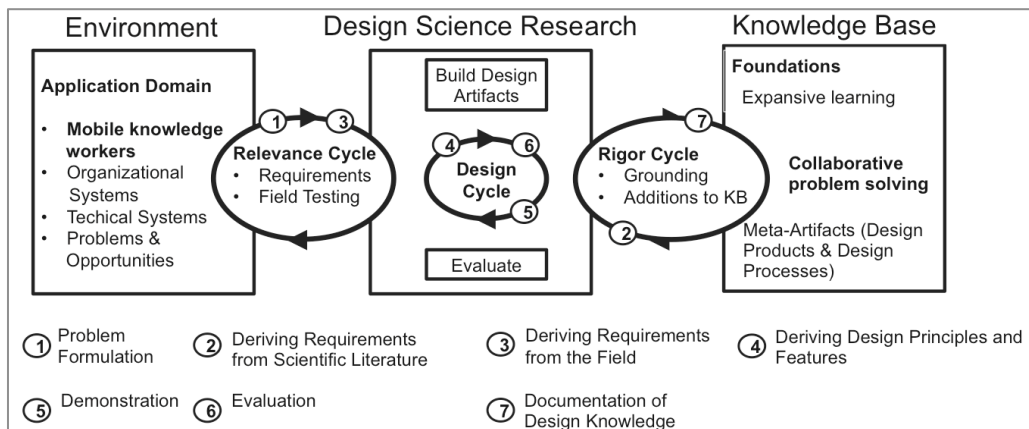 Environment
Design Science Research
Knowledge Base
Application Domain
• Mobile knowledge
workers
• Organizational
Systems
• Techical Systems
• Problems &
Opportunities
1
3
Relevance Cycle
• Requirements
• Field Testing
Build Design
Artifacts
4
6
Design
Cycle
5
Evaluate
7
Rigor Cycle
• Grounding
• Additions to KB
2
Foundations
Expansive learning
Collaborative
problem solving
Meta-Artifacts (Design
Products & Design
Processes)
1 Problem
Formulation
2 Deriving Requirements
from Scientific Literature
3 Deriving Requirements
from the Field
4 Deriving Design Principles and
Features
5 Demonstration
6 Evaluation
7 Documentation of
Design Knowledge